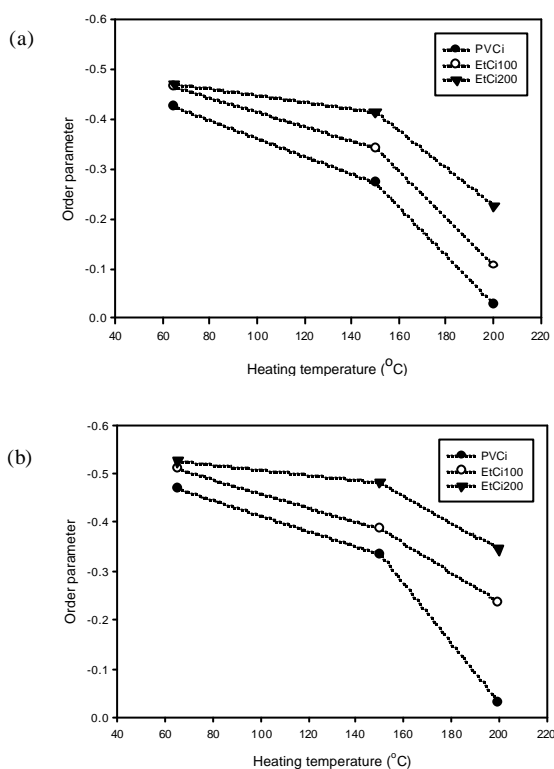 (a)
-0.6
-0.5
-0.4
-0.3
-0.2
-0.1
0.0
Order parameter
PVCi
EtCi100
EtCi200
40 60 80 100 120 140 160 180 200 220
Heating temperature (OC)
(b)
-0.6
-0.5
-0.4
-0.3
-0.2
-0.1
0.0
Order parameter
PVCi
EtCi100
EtCi200
40 60 80 100 120 140 160 180 200 220
Heating temperature (°C)